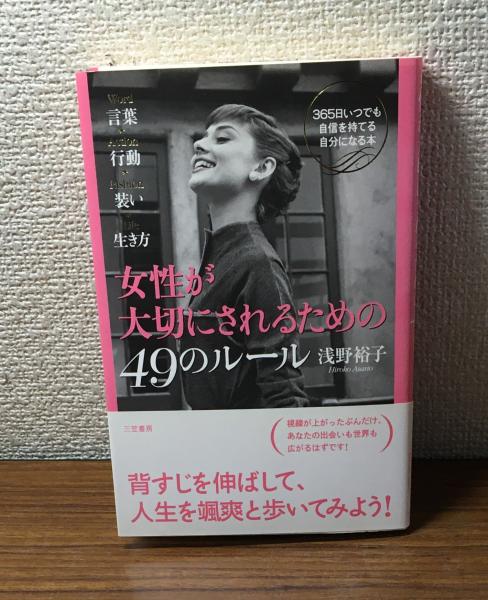 365日いつでも
自信を持てる
自分になる本
Word
言葉
Action
行動
Fashion
装い
Life
生き方
女性が
大切にされるための
49のルール 浅野裕子
Hiroko Asano
三笠書房
視線が上がったぶんだけ、
あなたの出会いも世界も
広がるはずです!
背すじを伸ばして、
人生を颯爽と歩いてみよう!